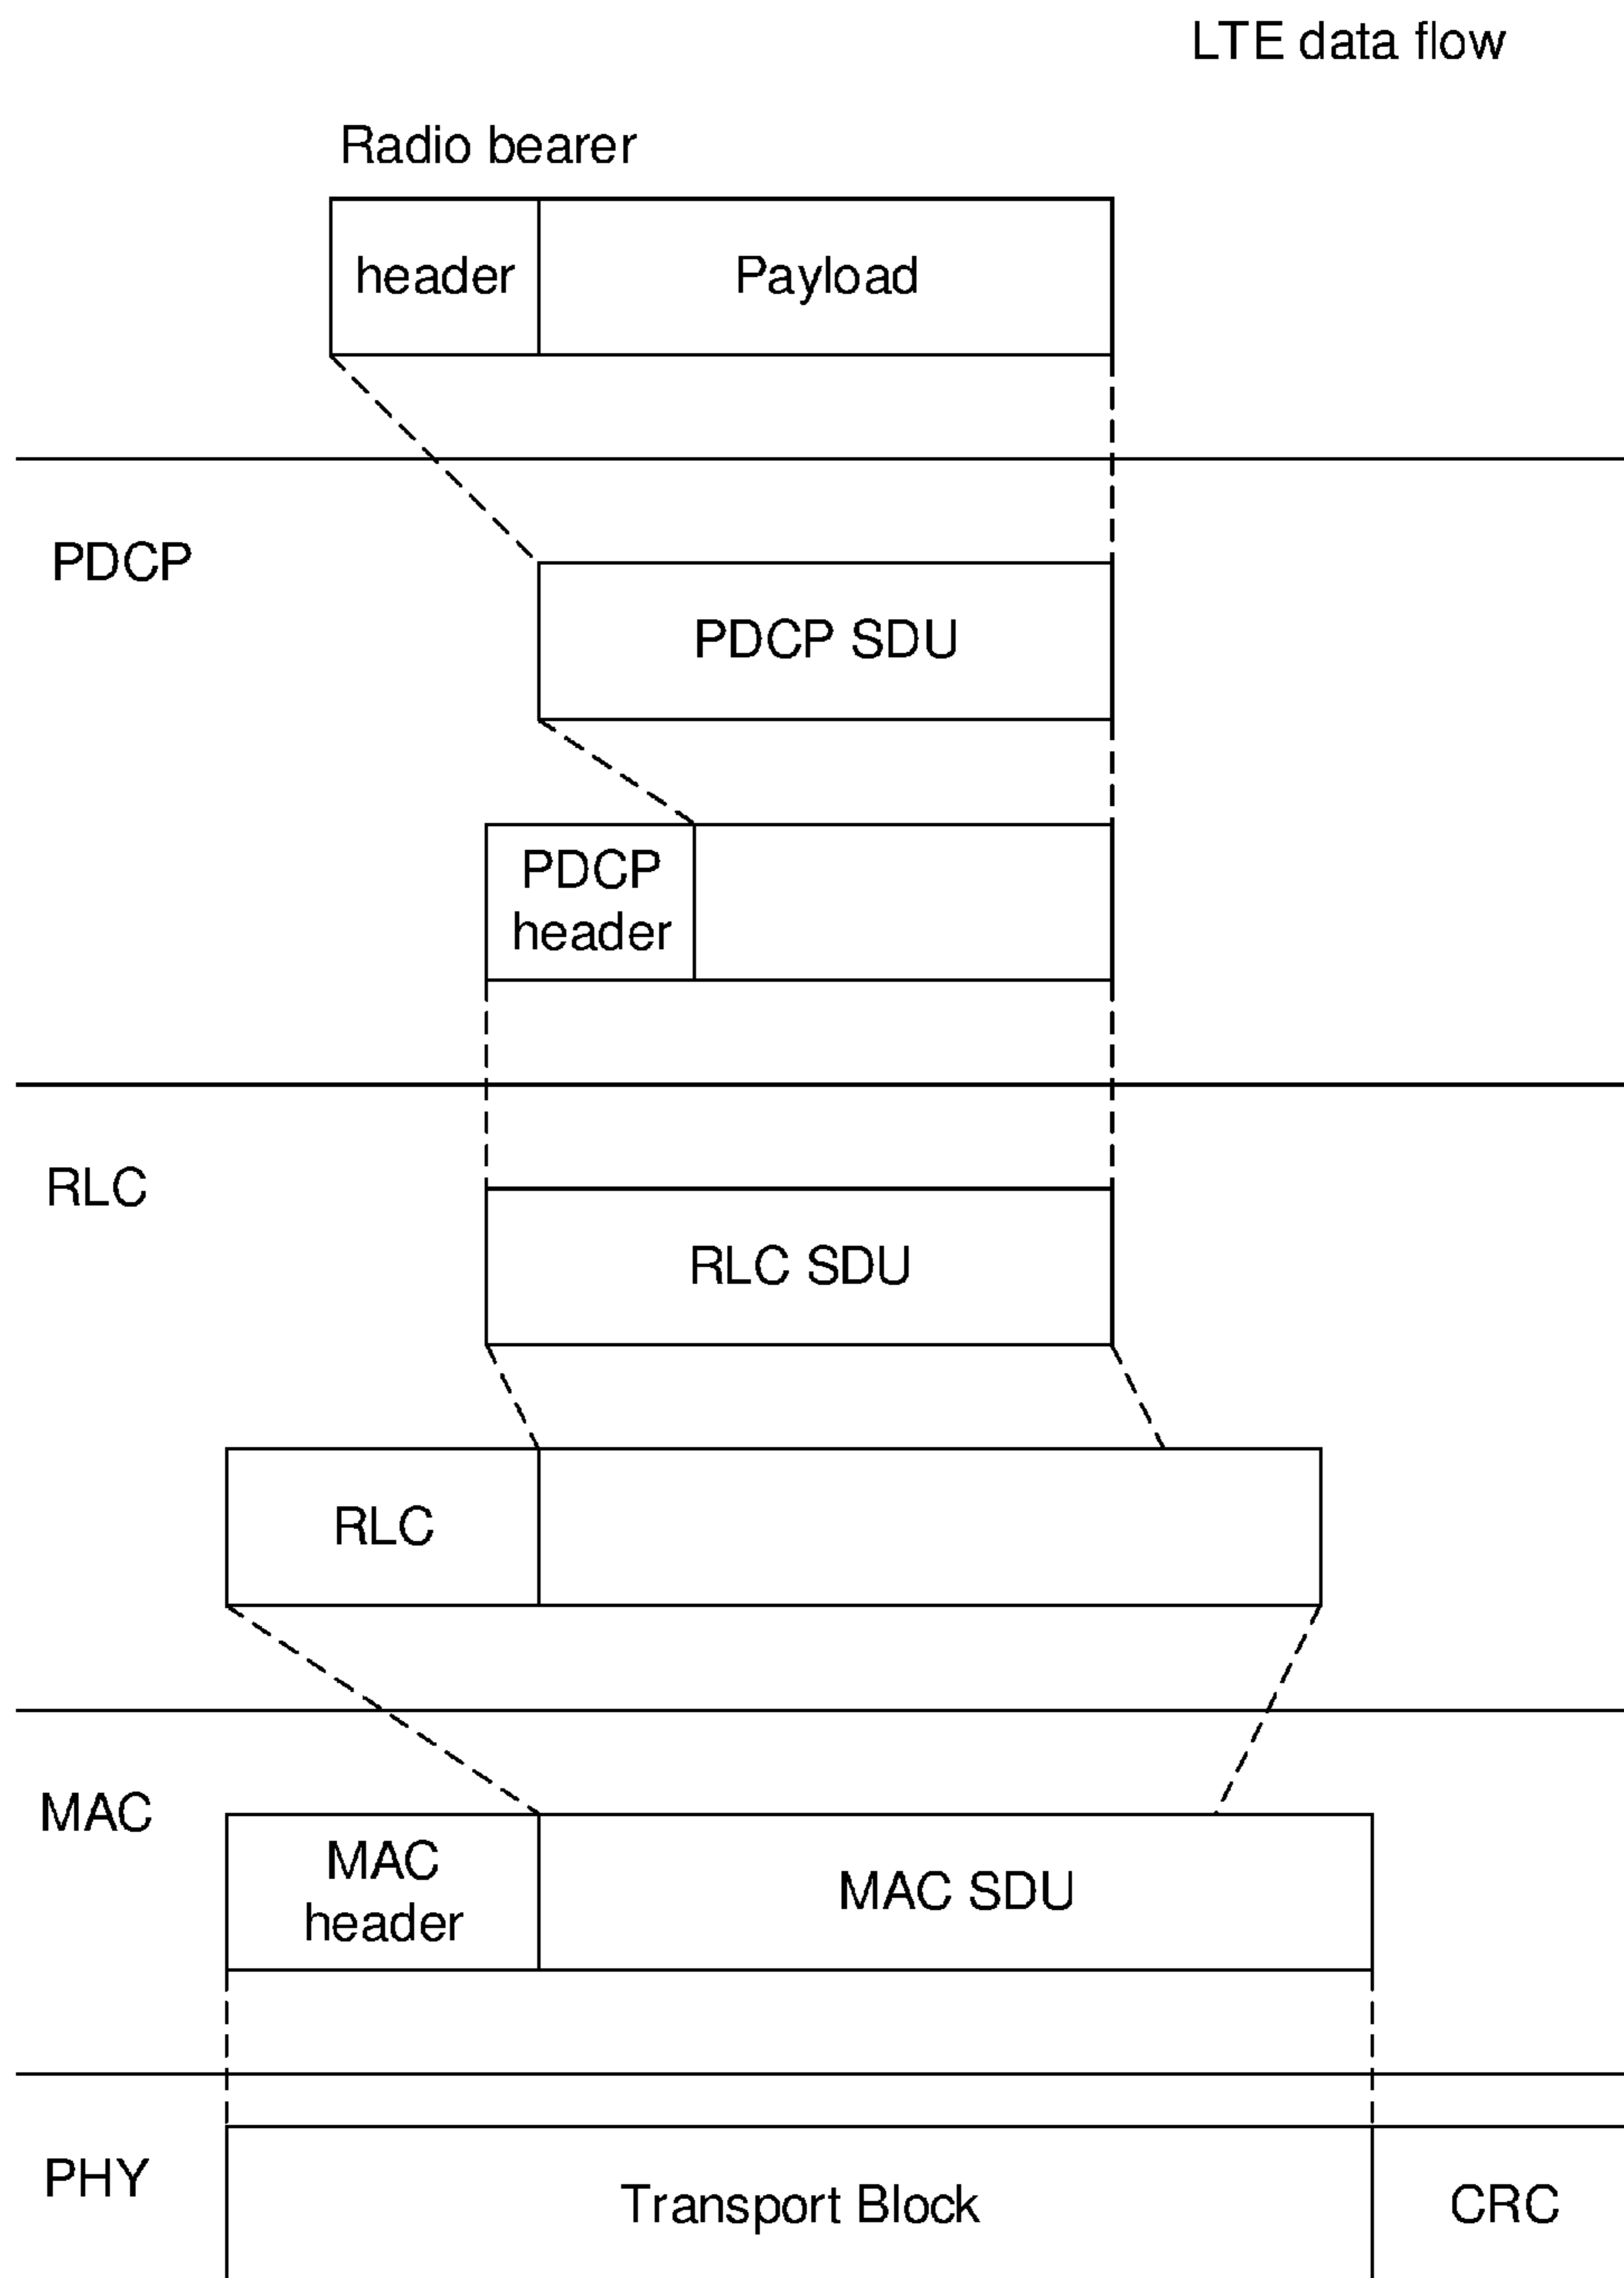 LTE data flow
Radio bearer
header
Payload
PDCP
PDCP SDU
PDCP
header
RLC
RLC SDU
RLC
MAC
MAC
header
MAC SDU
PHY
Transport Block
CRC